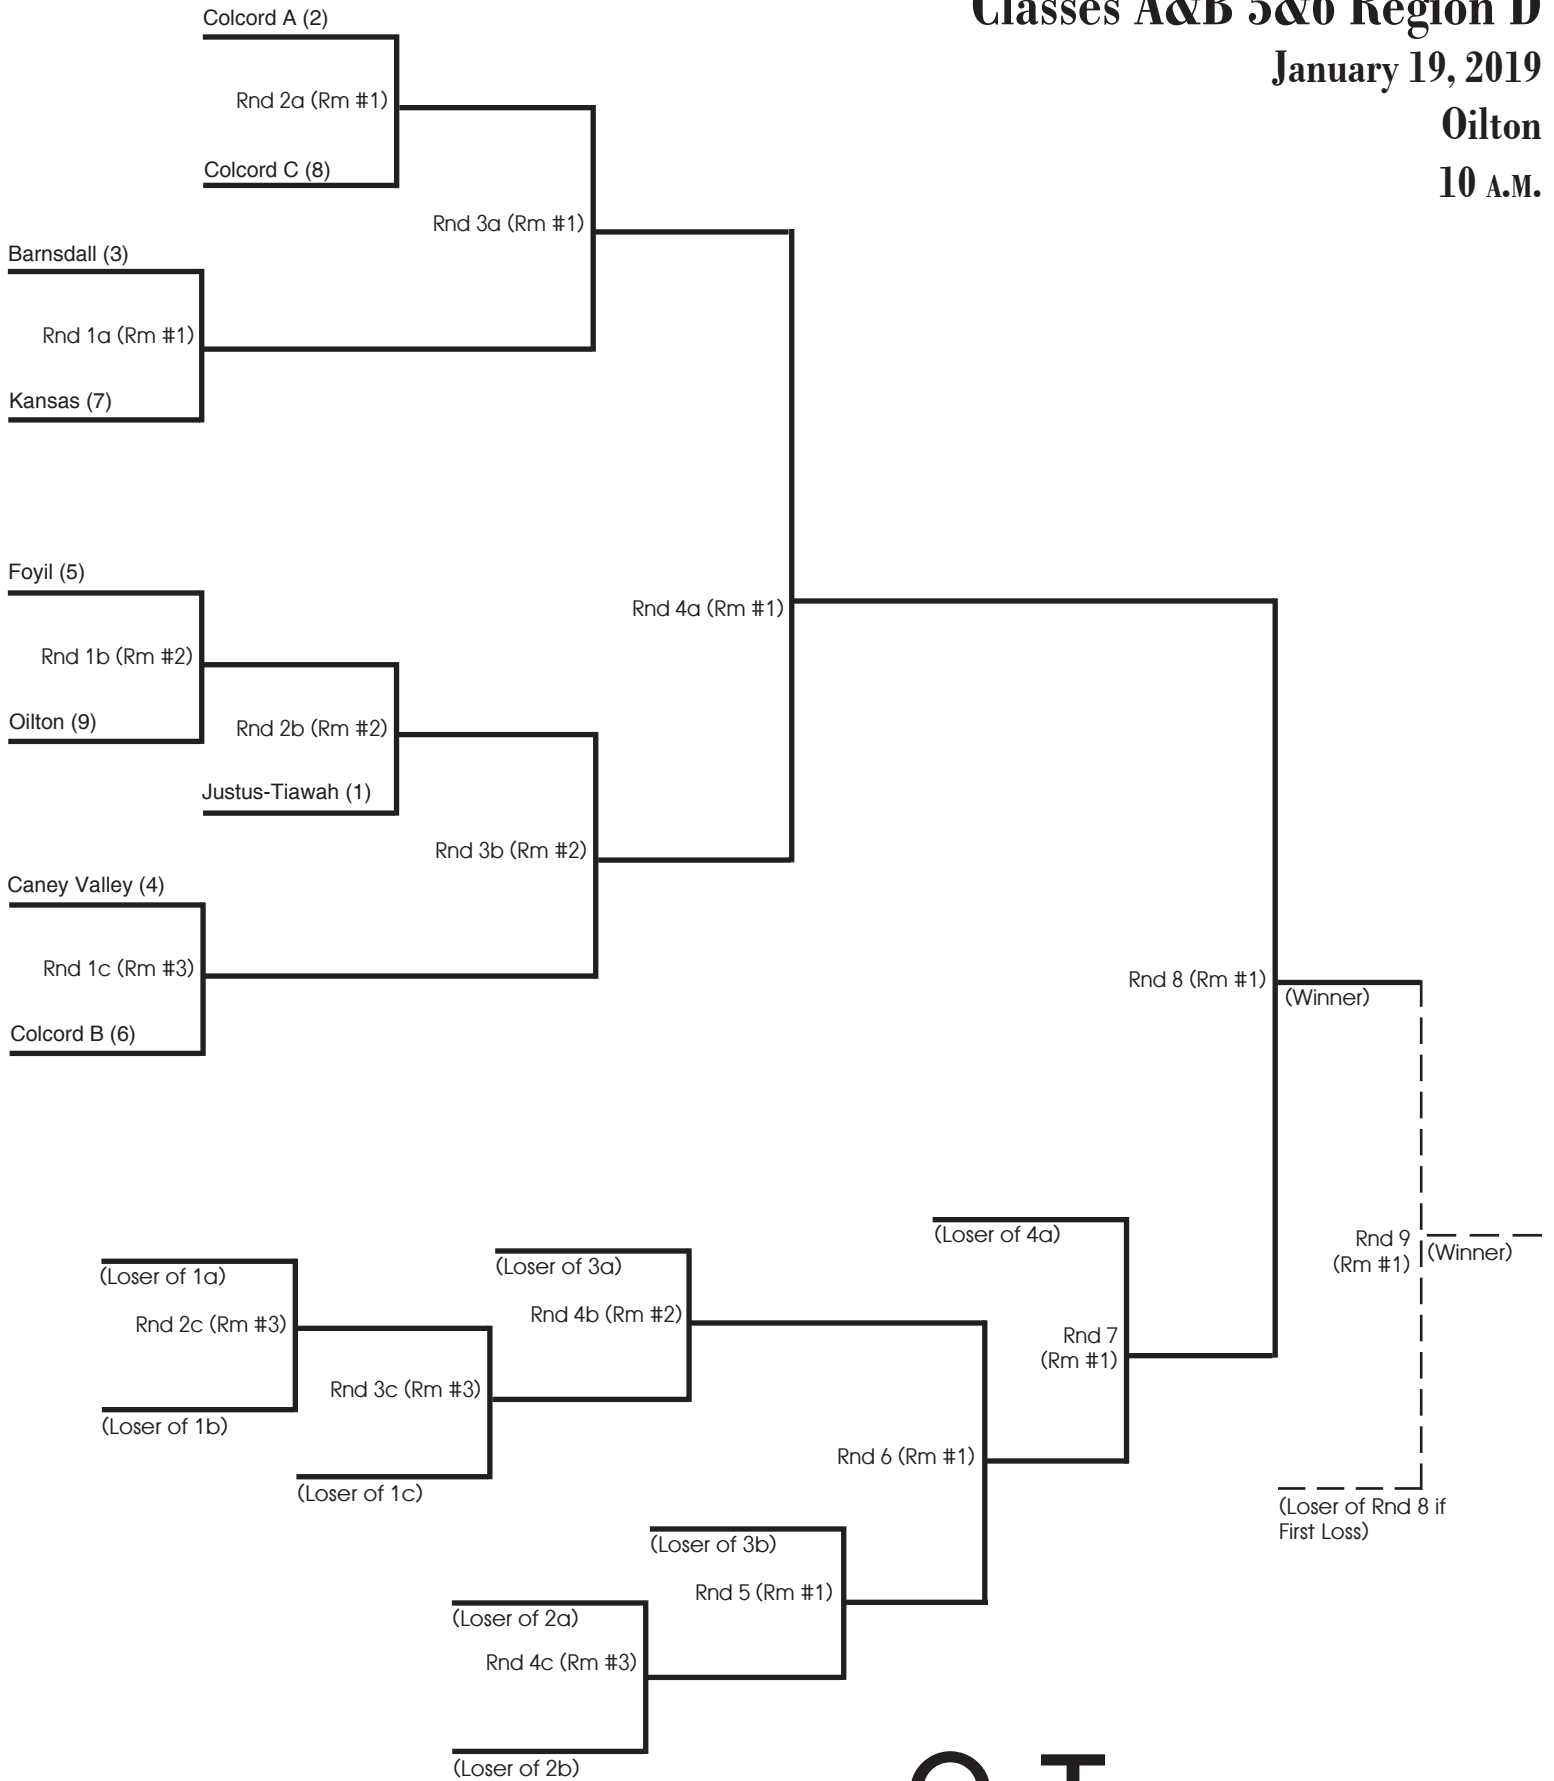 Classes A&B 5&6 Region D
January 19, 2019
Oilton
10 A.M.
Colcord A (2)
Rnd 2a (Rm #1)
Colcord C (8)
Rnd 3a (Rm #1)
Barnsdall (3)
Rnd 1a (Rm #1)
Kansas (7)
Foyil (5)
Rnd 1b (Rm #2)
Oilton (9)
Rnd 2b (Rm #2)
Justus-Tiawah (1)
Rnd 4a (Rm #1)
Rnd 3b (Rm #2)
Caney Valley (4)
Rnd 1c (Rm #3)
Colcord B (6)
Rnd 8 (Rm #1)
(Winner)
(Loser of 4a)
Rnd 9
(Rm #1)
(Winner)
(Loser of 1a)
(Loser of 3a)
Rnd 2c (Rm #3)
Rnd 4b (Rm #2)
Rnd 7
(Rm #1)
Rnd 3c (Rm #3)
(Loser of 1b)
Rnd 6 (Rm #1)
(Loser of 1c)
(Loser of Rnd 8 if
First Loss)
(Loser of 3b)
Rnd 5 (Rm #1)
(Loser of 2a)
Rnd 4c (Rm #3)
(Loser of 2b)